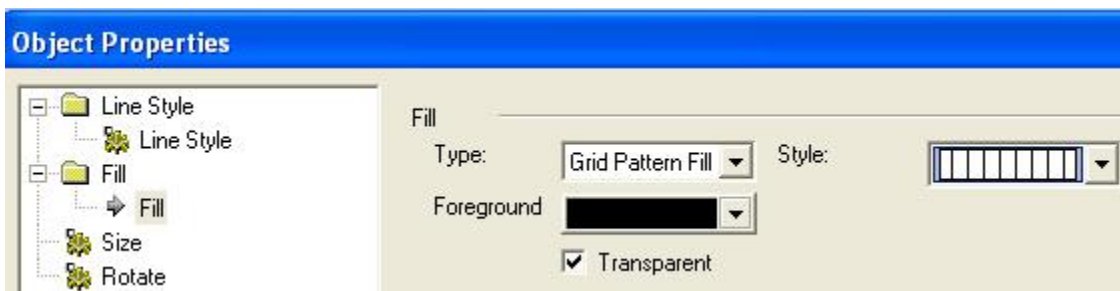 Object Properties
Line Style
Line Style
Fill
Fill
Size
Rotate
Fill
Type:
Grid Pattern Fill
Style:
Foreground
Transparent